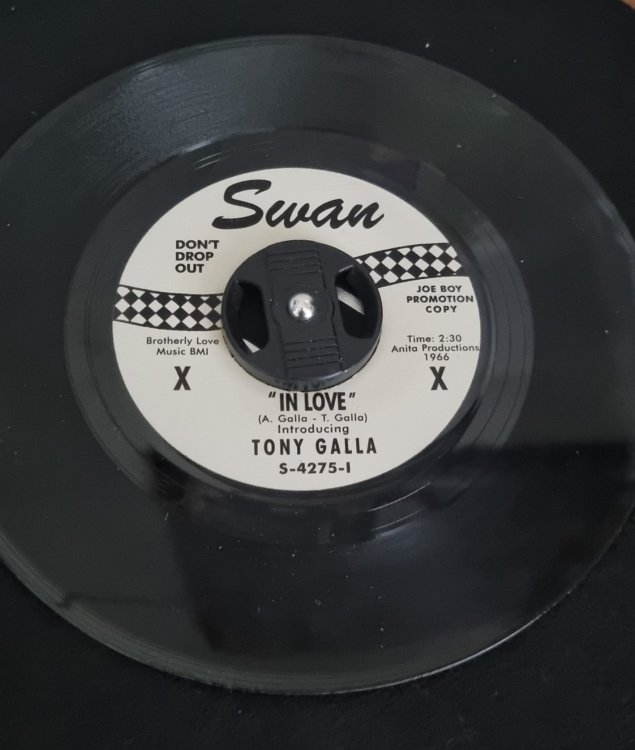 Swan
DON'T
DROP
OUT
JOE BOY
PROMOTION
COPY
Brotherly Love
Music BMI
Time: 2:30
Anita Productions
1966
X
X
"IN LOVE"
(A. Galla - T. Galla)
Introducing
TONY GALLA
S-4275-I